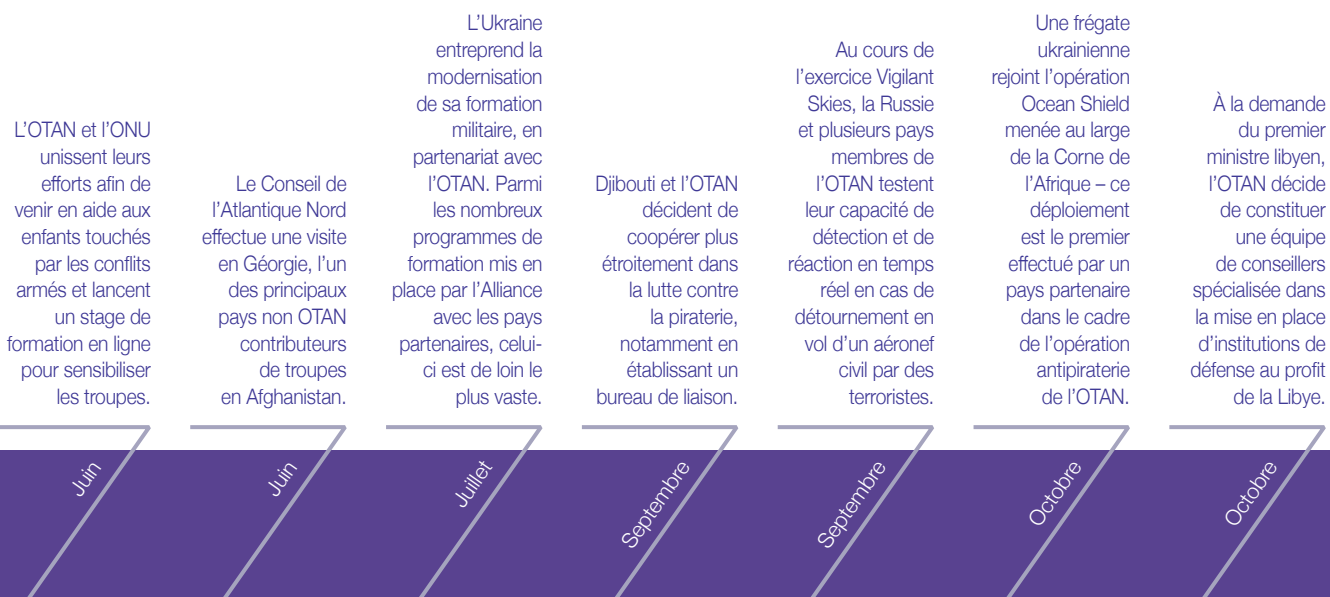 L’OTAN et l’ONU
unissent leurs
efforts afin de
venir en aide aux
enfants touchés
par les conflits
armés et lancent
un stage de
formation en ligne
pour sensibiliser
les troupes.
Juin
Le Conseil de
l’Atlantique Nord
effectue une visite
en Géorgie, l’un
des principaux
pays non OTAN
contributeurs
de troupes
en Afghanistan.
Juin
L’Ukraine
entreprend la
modernisation
de sa formation
militaire, en
partenariat avec
l’OTAN. Parmi
les nombreux
programmes de
formation mis en
place par l’Alliance
avec les pays
partenaires, celui-
ci est de loin le
plus vaste.
Juillet
Djibouti et l’OTAN
décident de
coopérer plus
étroitement dans
la lutte contre
la piraterie,
notamment en
établissant un
bureau de liaison.
Septembre
Au cours de
l’exercice Vigilant
Skies, la Russie
et plusieurs pays
membres de
l’OTAN testent
leur capacité de
détection et de
réaction en temps
réel en cas de
détournement en
vol d’un aéronef
civil par des
terroristes.
Septembre
Une frégate
ukrainienne
rejoint l’opération
Ocean Shield
menée au large
de la Corne de
l’Afrique – ce
déploiement
est le premier
effectué par un
pays partenaire
dans le cadre
de l’opération
antipiraterie
de l’OTAN.
Octobre
À la demande
du premier
ministre libyen,
l’OTAN décide
de constituer
une équipe
de conseillers
spécialisée dans
la mise en place
d’institutions de
défense au profit
de la Libye.
Octobre